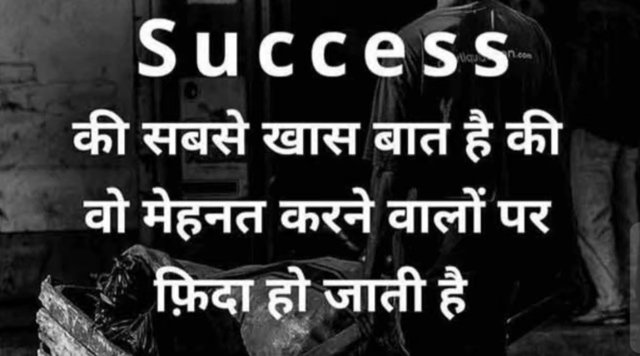 Success
की सबसे खास बात है की
वो मेहनत करने वालों पर
फ़िदा हो जाती है